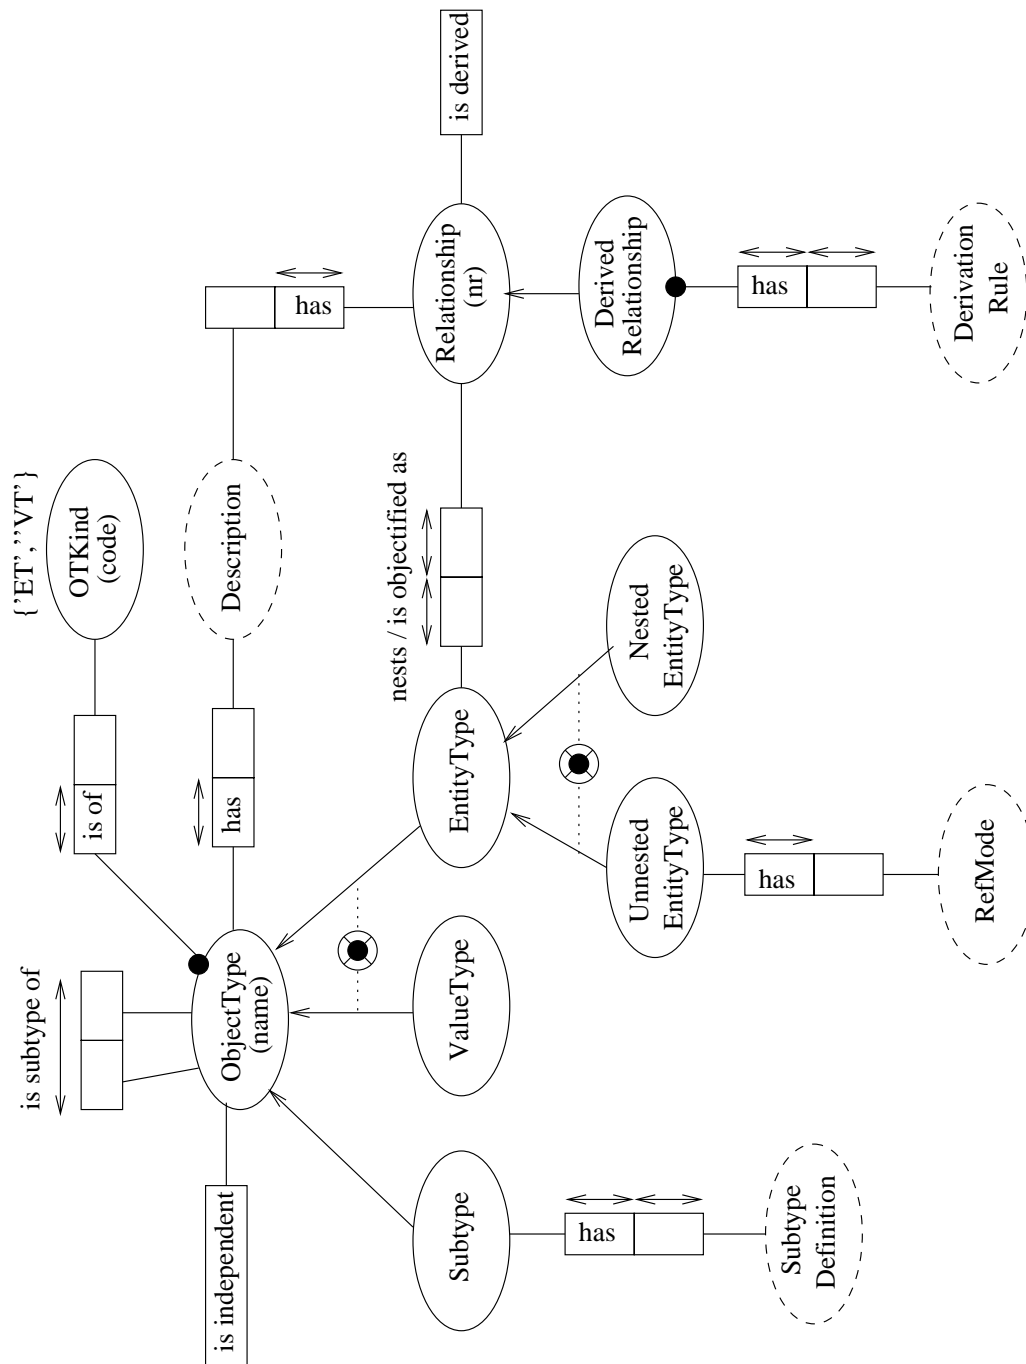 is subtype of
{'ET',''VT'}
is of
OTKind
(code)
is independent
ObjectType
(name)
has
Description
has
ValueType
EntityType
nests / is objectified as
Relationship
(nr)
is derived
Subtype
Unnested
EntityType
Nested
EntityType
Derived
Relationship
has
has
has
Subtype
Definition
RefMode
Derivation
Rule